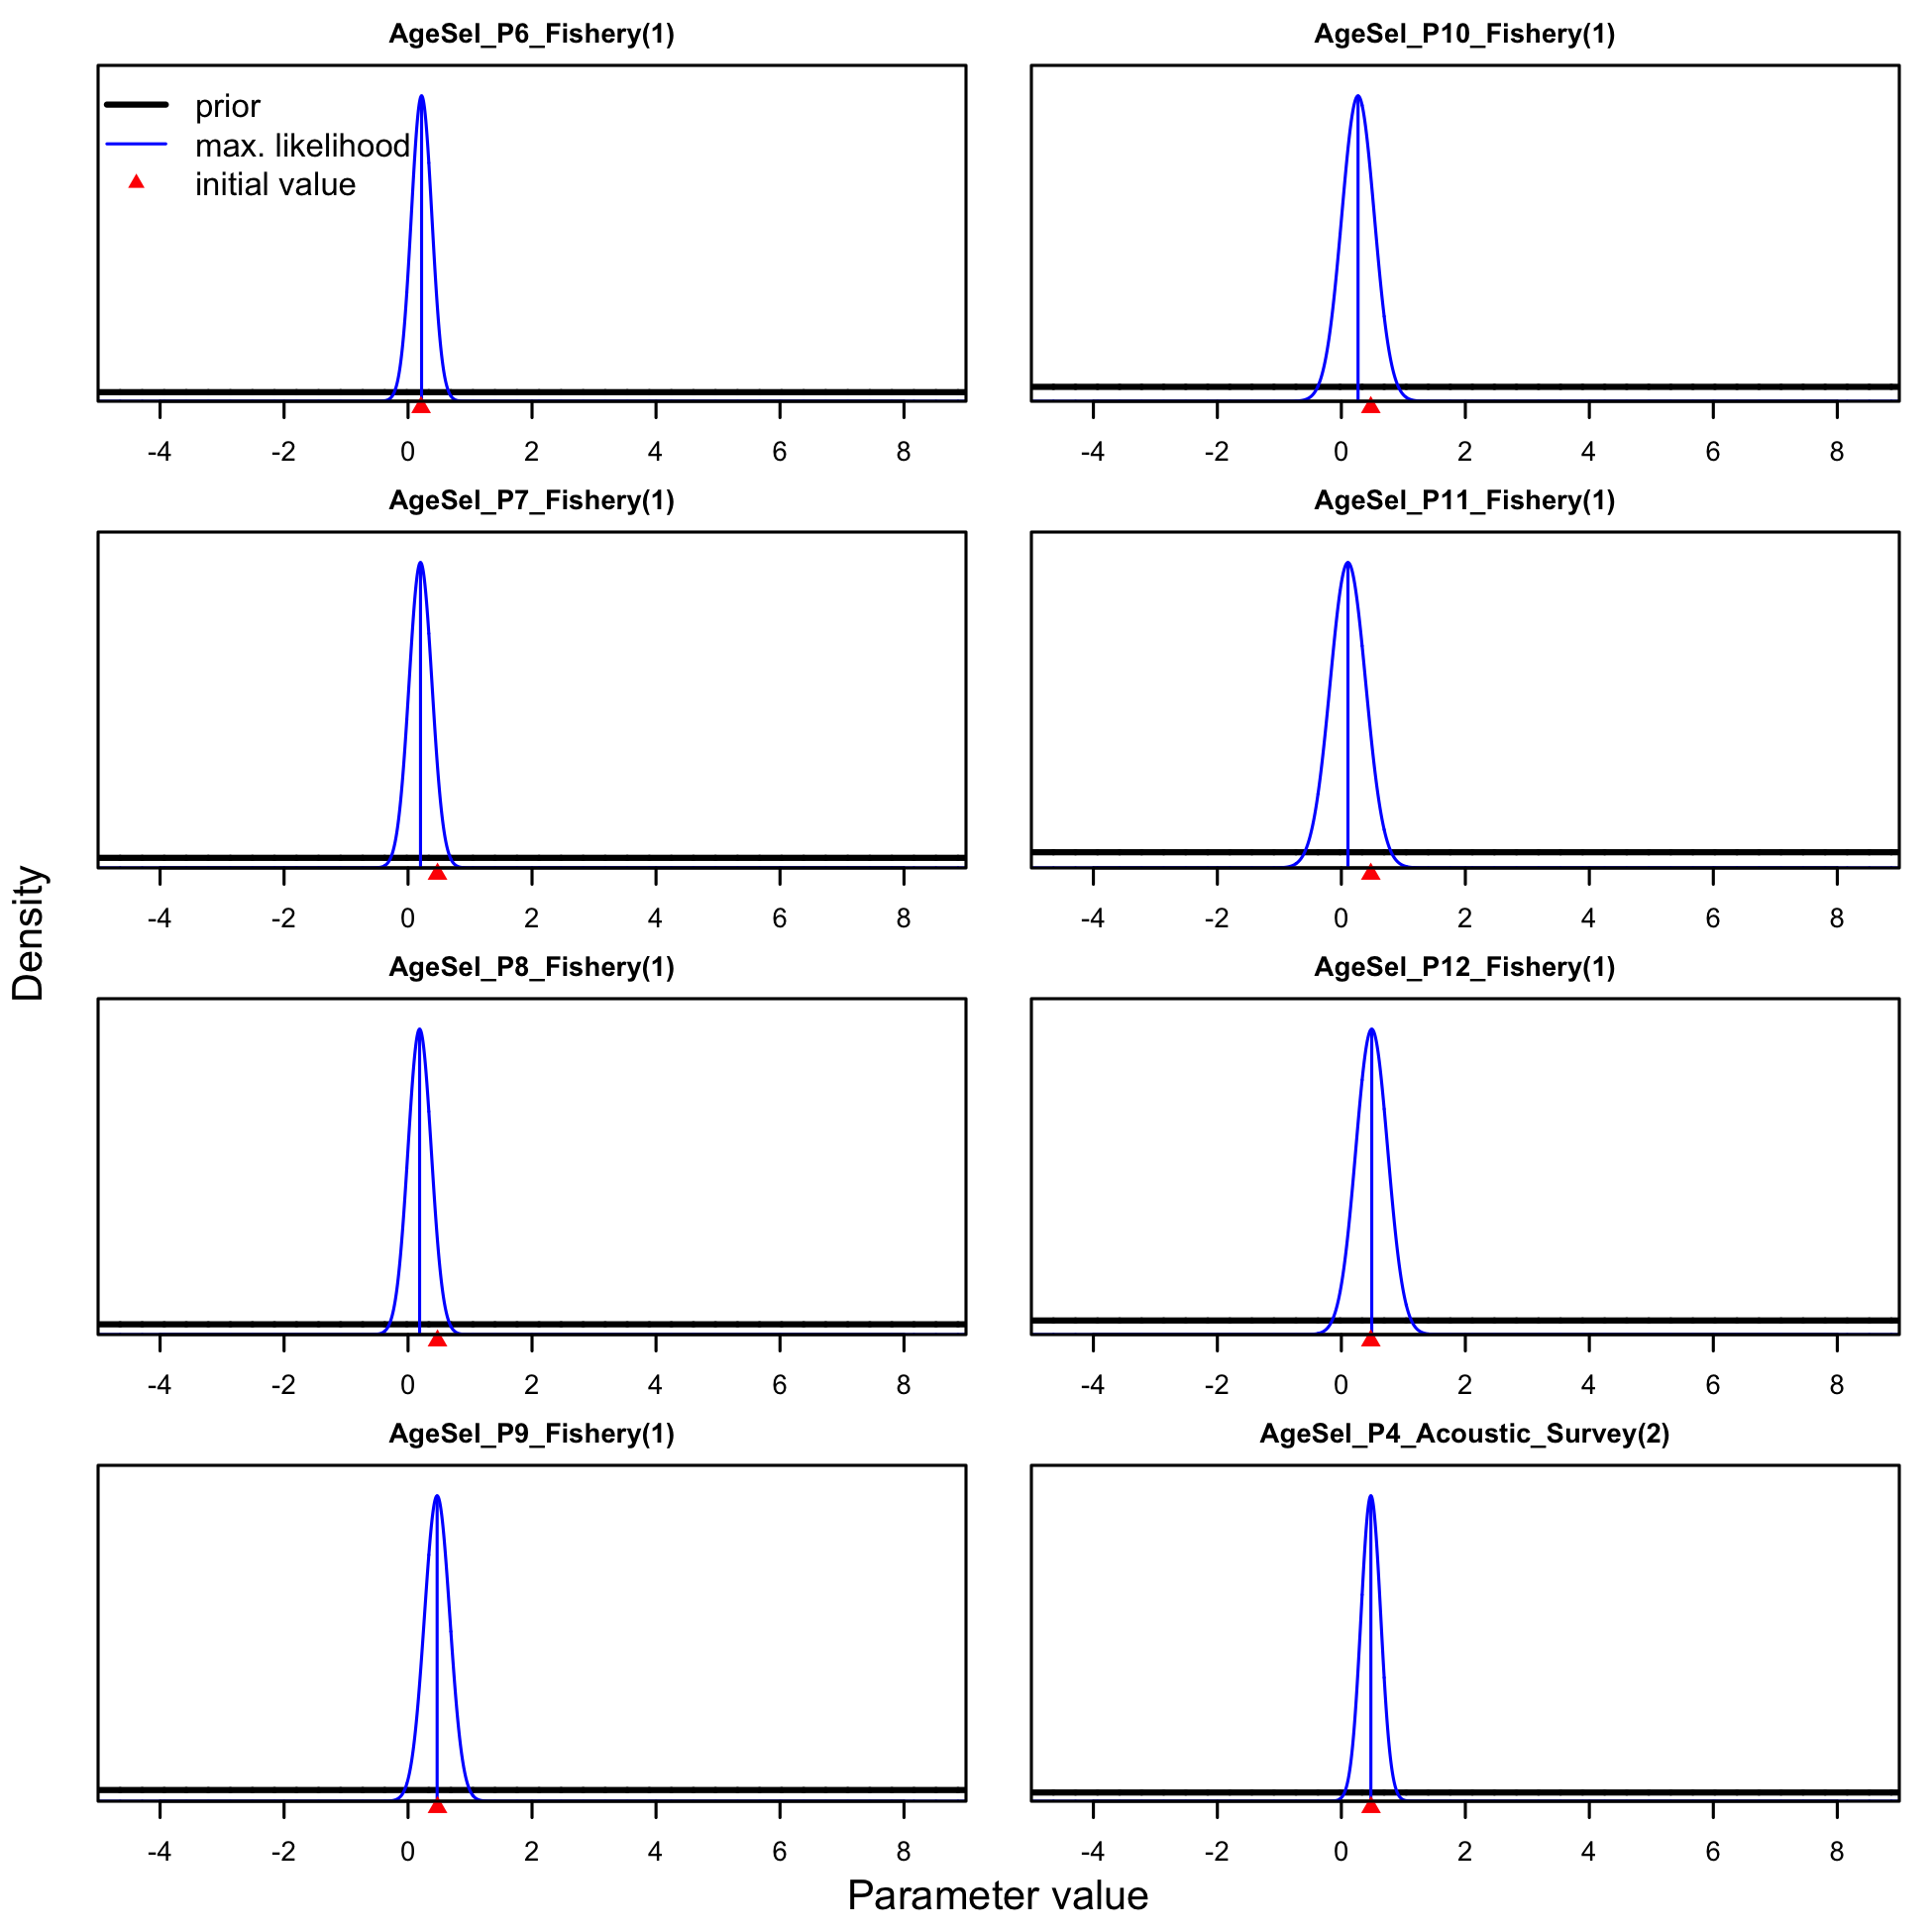 AgeSel_P6_Fishery(1)
prior
max. likelihood
initial value
-4 -2 0 2 4 6 8
AgeSel_P10_Fishery(1)
-4 -2 0 2 4 6 8
AgeSel_P7_Fishery(1)
-4 -2 0 2 4 6 8
AgeSel_P11_Fishery(1)
-4 -2 0 2 4 6 8
AgeSel_P8_Fishery(1)
-4 -2 0 2 4 6 8
AgeSel_P12_Fishery(1)
-4 -2 0 2 4 6 8
AgeSel_P9_Fishery(1)
-4 -2 0 2 4 6 8
AgeSel_P4_Acoustic_Survey(2)
-4 -2 0 2 4 6 8
Density
Parameter value